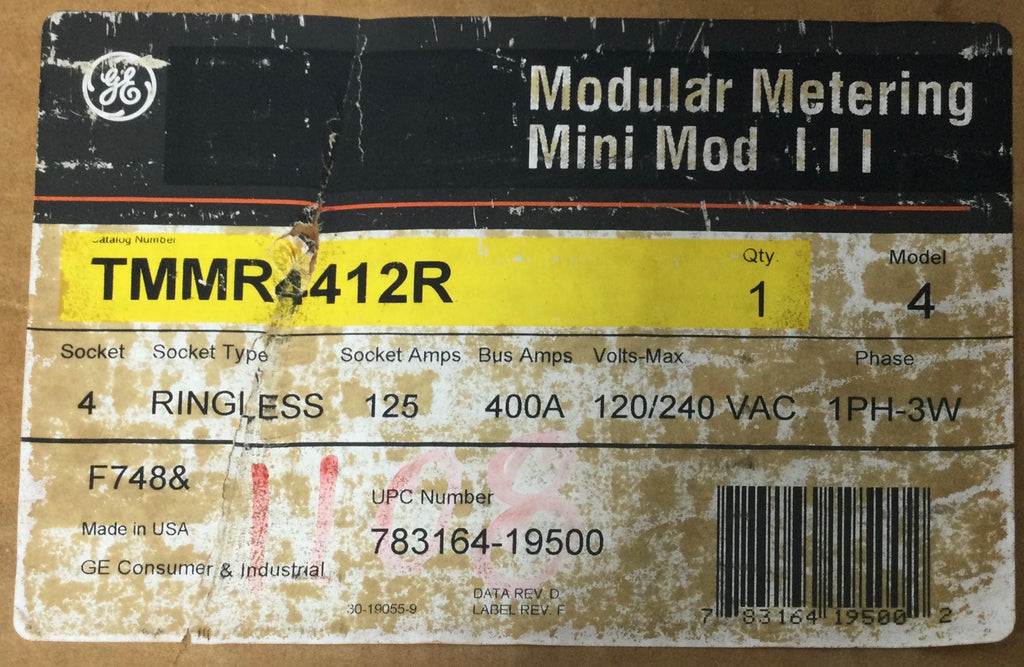 GE
Modular Metering
Mini Mod III
Catalog Number
TMMR4412R
Qty
1
Model
4
Socket Socket Type Socket Amps Bus Amps Volts-Max Phase
4 RINGLESS 125 400A 120/240 VAC 1PH-3W
F748&
1108
UPC Number
783164-19500
Made in USA
GE Consumer & Industrial
30-19055-9
DATA REV. D
LABEL REV. F
7 83164 19500 2